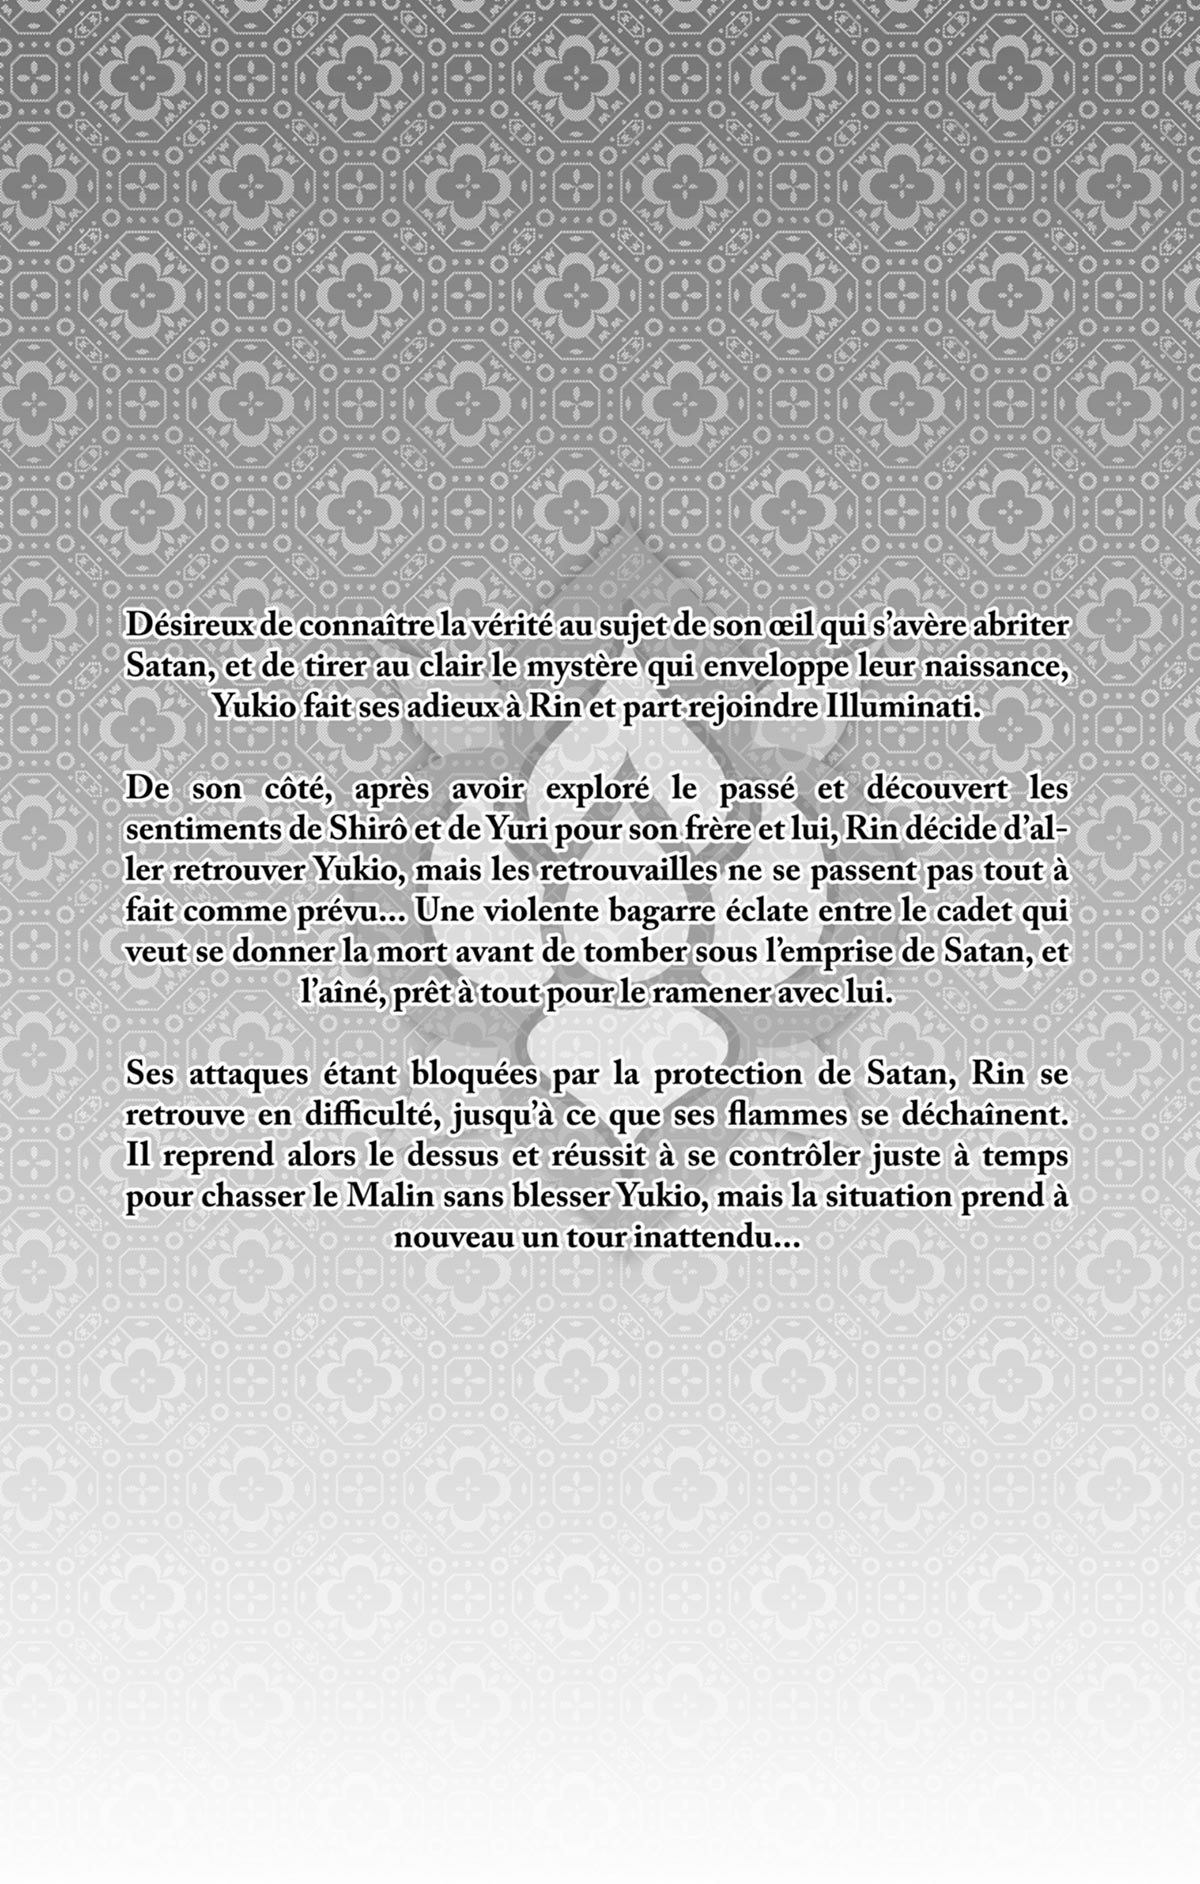 Désireux de connaître la vérité au sujet de son œil qui s’avère abriter
Satan, et de tirer au clair le mystère qui enveloppe leur naissance,
Yukio fait ses adieux à Rin et part rejoindre Illuminati.
De son côté, après avoir exploré le passé et découvert les
sentiments de Shirô et de Yuri pour son frère et lui, Rin décide d’al-
ler retrouver Yukio, mais les retrouvailles ne se passent pas tout à
fait comme prévu... Une violente bagarre éclate entre le cadet qui
veut se donner la mort avant de tomber sous l’emprise de Satan, et
l’aîné, prêt à tout pour le ramener avec lui.
Ses attaques étant bloquées par la protection de Satan, Rin se
retrouve en difficulté, jusqu’à ce que ses flammes se déchaînent.
Il reprend alors le dessus et réussit à se contrôler juste à temps
pour chasser le Malin sans blesser Yukio, mais la situation prend à
nouveau un tour inattendu...